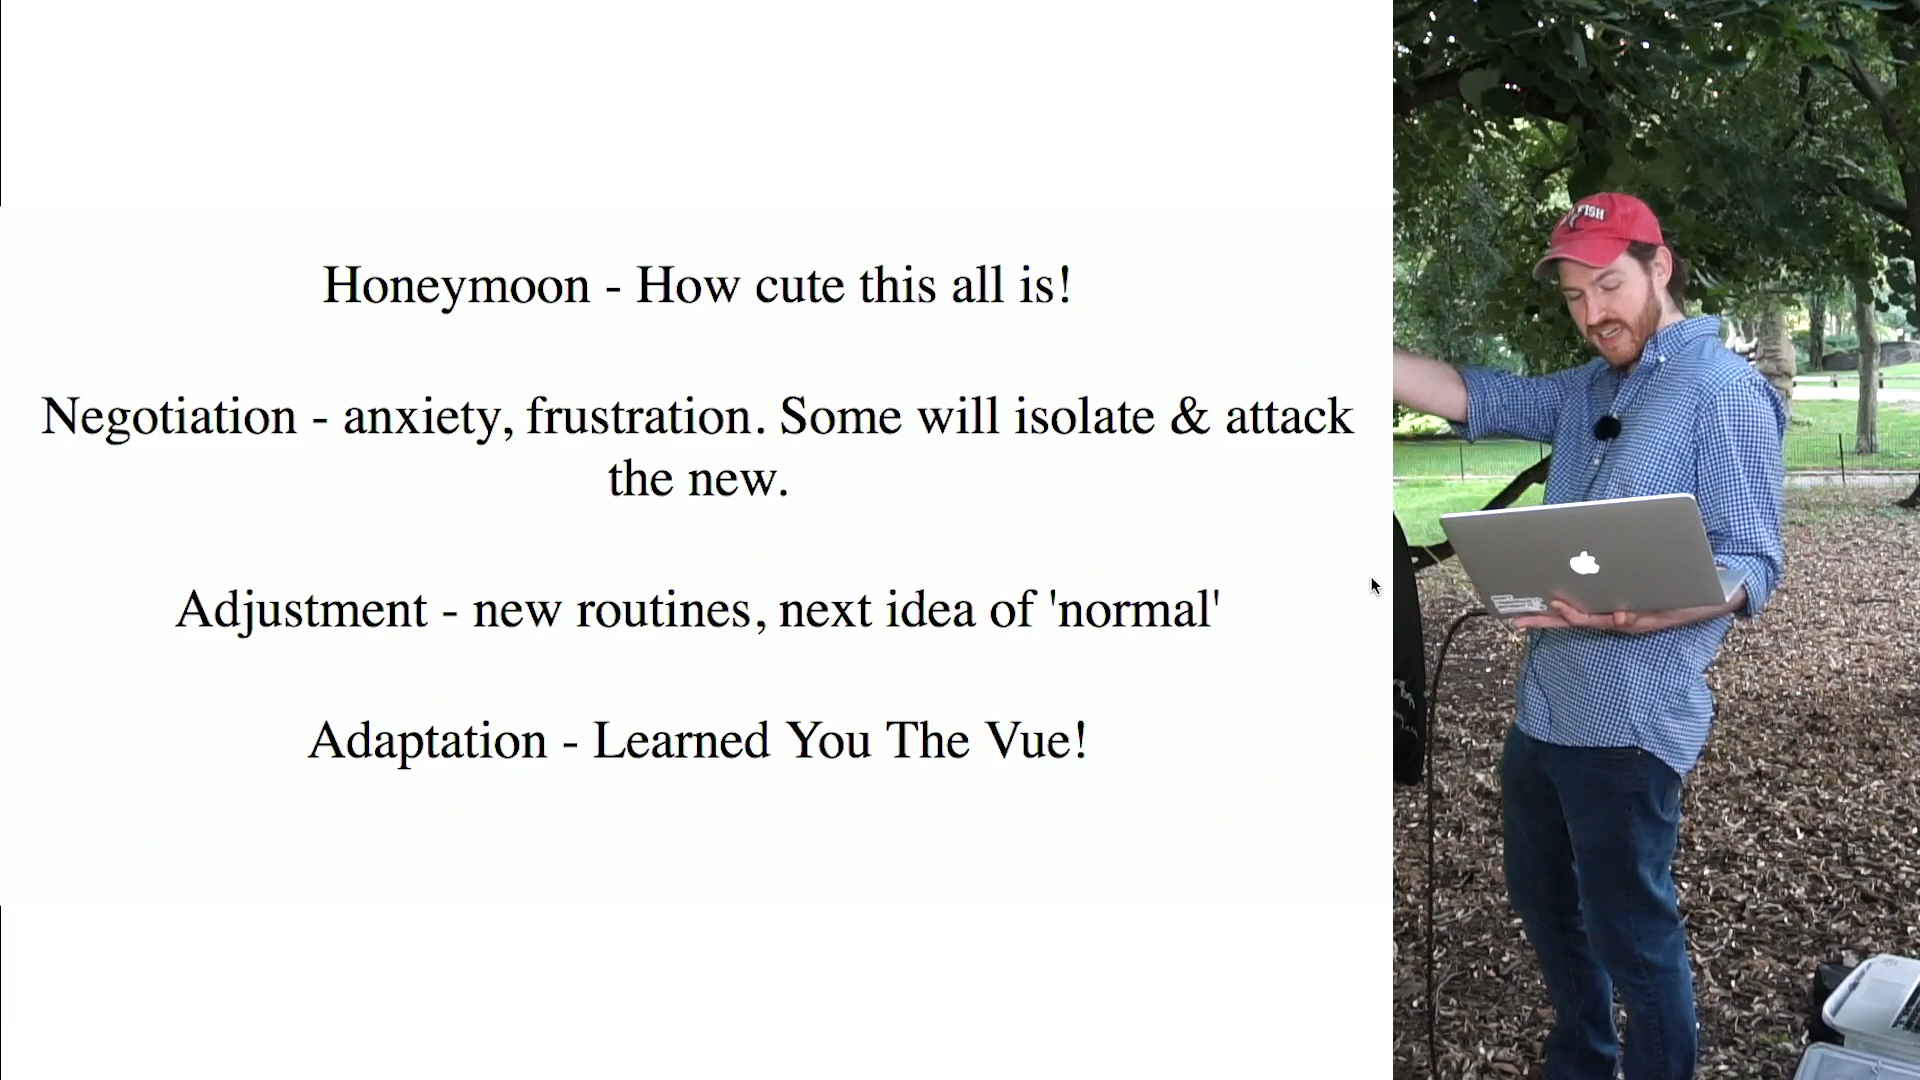 Honeymoon - How cute this all is!
Negotiation - anxiety, frustration. Some will isolate & attack
the new.
Adjustment - new routines, next idea of 'normal'
Adaptation - Learned You The Vue!